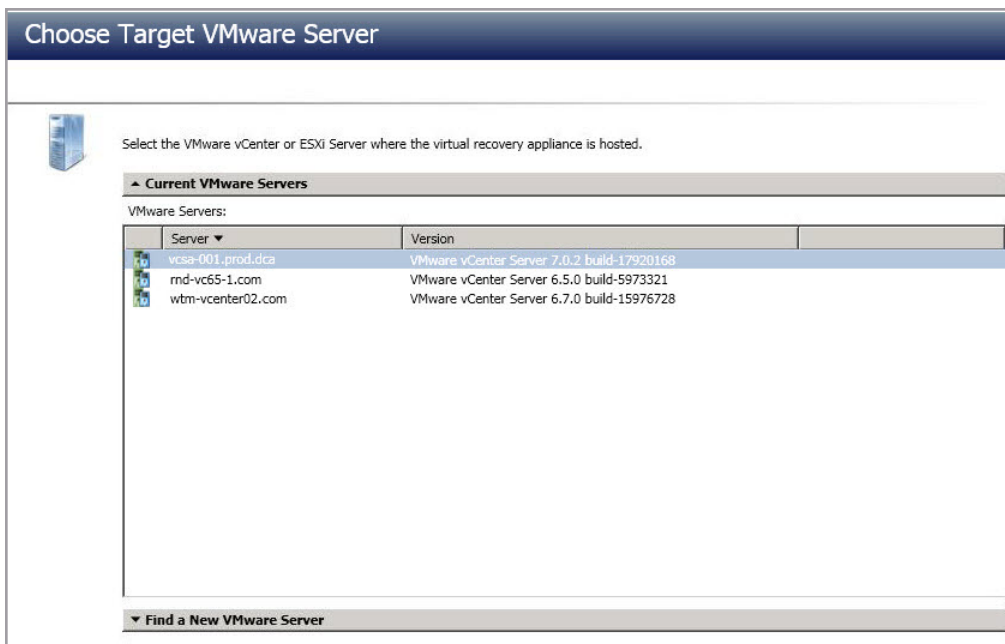 Choose Target VMware Server
Select the VMware vCenter or ESXi Server where the virtual recovery appliance is hosted.
Current VMware Servers
VMware Servers:
Server Version
vcsa-001.prod.dca VMware vCenter Server 7.0.2 build-17920168
rnd-vc65-1.com VMware vCenter Server 6.5.0 build-5973321
wtm-vcenter02.com VMware vCenter Server 6.7.0 build-15976728
Find a New VMware Server